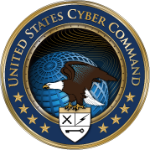 UNITED STATES CYBER COMMAND